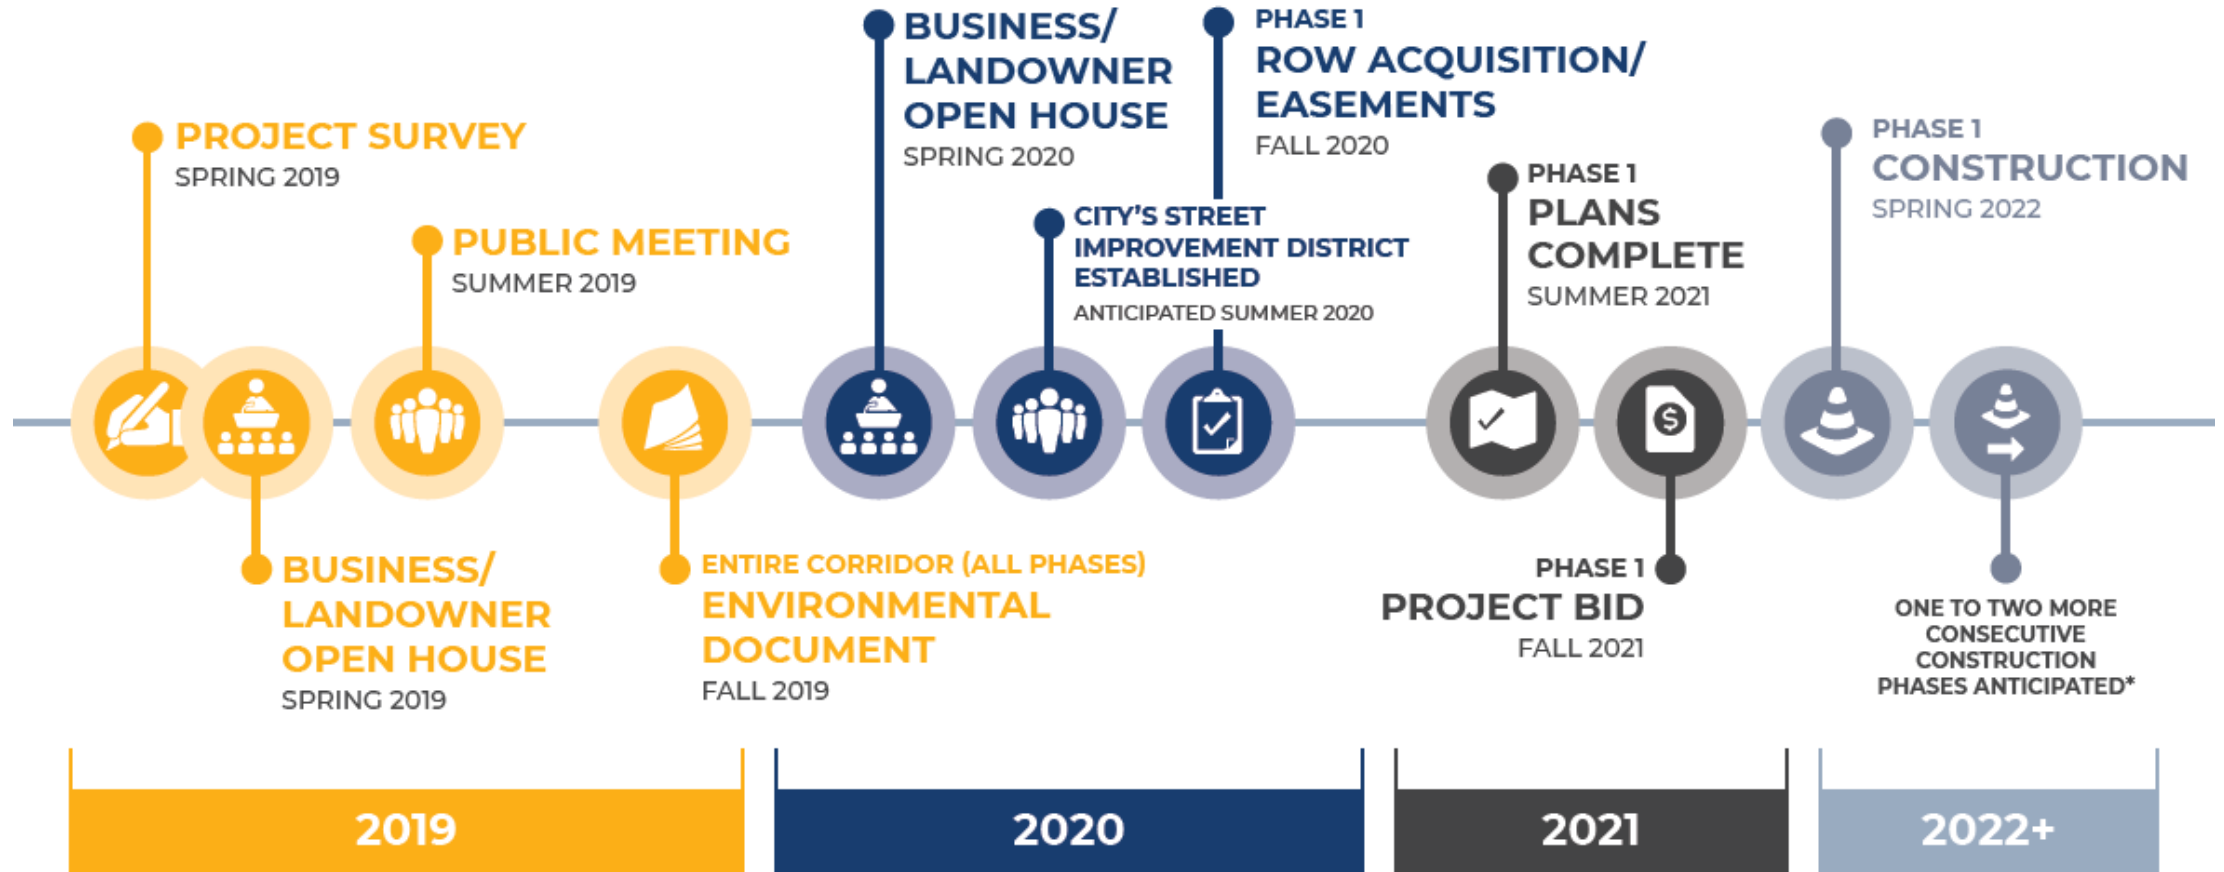 PROJECT SURVEY
SPRING 2019
BUSINESS/
LANDOWNER
OPEN HOUSE
SPRING 2019
PUBLIC MEETING
SUMMER 2019
ENTIRE CORRIDOR (ALL PHASES)
ENVIRONMENTAL
DOCUMENT
FALL 2019
BUSINESS/
LANDOWNER
OPEN HOUSE
SPRING 2020
CITY’S STREET
IMPROVEMENT DISTRICT
ESTABLISHED
ANTICIPATED SUMMER 2020
PHASE 1
ROW ACQUISITION/
EASEMENTS
FALL 2020
PHASE 1
PLANS
COMPLETE
SUMMER 2021
PHASE 1
PROJECT BID
FALL 2021
PHASE 1
CONSTRUCTION
SPRING 2022
ONE TO TWO MORE
CONSECUTIVE
CONSTRUCTION
PHASES ANTICIPATED*
$
2019
2020
2021
2022+